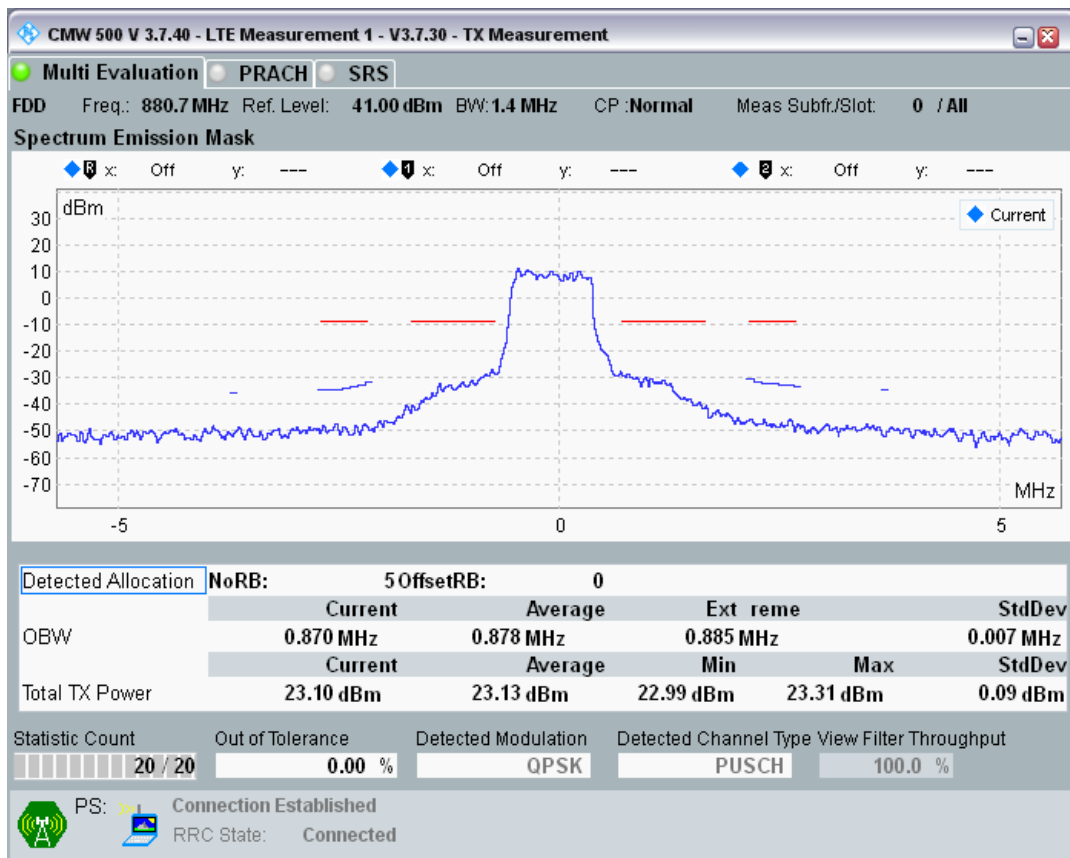 CMW 500 V 3.7.40 - LTE Measurement 1 - V3.7.30 - TX Measurement
Multi Evaluation PRACH SRS
FDD Freq.: 880.7 MHz Ref. Level: 41.00 dBm BW: 1.4 MHz CP :Normal Meas Subfr./Slot: 0 / All
Spectrum Emission Mask
R x: Off y: --- 1 x: Off y: --- 2 x: Off y: ---
dBm
Current
30
20
10
0
-10
-20
-30
-40
-50
-60
-70
MHz
-5 0 5
Detected Allocation NoRB: 5 OffsetRB: 0
Current Average Ext reme StdDev
OBW 0.870 MHz 0.878 MHz 0.885 MHz 0.007 MHz
Current Average Min Max StdDev
Total TX Power 23.10 dBm 23.13 dBm 22.99 dBm 23.31 dBm 0.09 dBm
Statistic Count Out of Tolerance Detected Modulation Detected Channel Type View Filter Throughput
20 / 20 0.00 % QPSK PUSCH 100.0 %
PS: Connection Established
RRC State: Connected